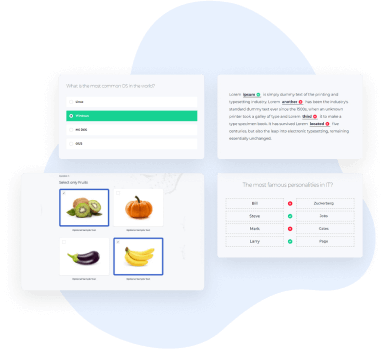 What is the most common OS in the world?
Linux
Windows
MS DOS
Lorem ipsum is simply dummy text of the printing and
typesetting industry. Lorem another has been the industry's
standard dummy text ever since the 1500s, when an unknown
printer took a galley of type and Lorem third it to make a
type specimen book. It has survived Lorem located five
centuries, but also the leap into electronic typesetting, remaining
essentially unchanged.
Select only Fruits
The most famous personalities in IT?
Bill
Zuckerberg
Steve
Jobs
Mark
Gates
Larry
Page